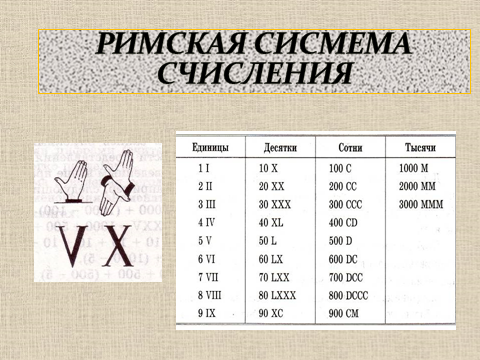 РИМСКАЯ СИСМЕМА
СЧИСЛЕНИЯ
V X
Единицы Десятки Сотни Тысячи
1 I 10 X 100 C 1000 M
2 II 20 XX 200 CC 2000 MM
3 III 30 XXX 300 CCC 3000 MMM
4 IV 40 XL 400 CD
5 V 50 L 500 D
6 VI 60 LX 600 DC
7 VII 70 LXX 700 DCC
8 VIII 80 LXXX 800 DCCC
9 IX 90 XC 900 CM